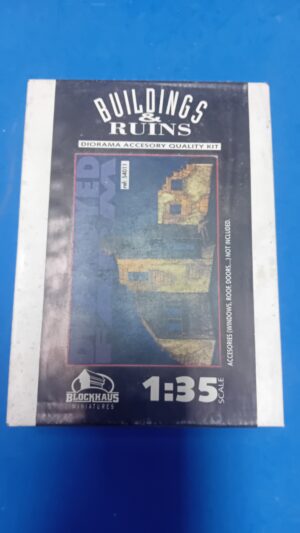 BUILDINGS
&
RUINS
DIORAMA ACCESORY QUALITY KIT
ACCESORIES (WINDOWS, ROOF DOORS...) NOT INCLUDED.
BLOCKHAUS
MINIATURES
1:35
SCALE